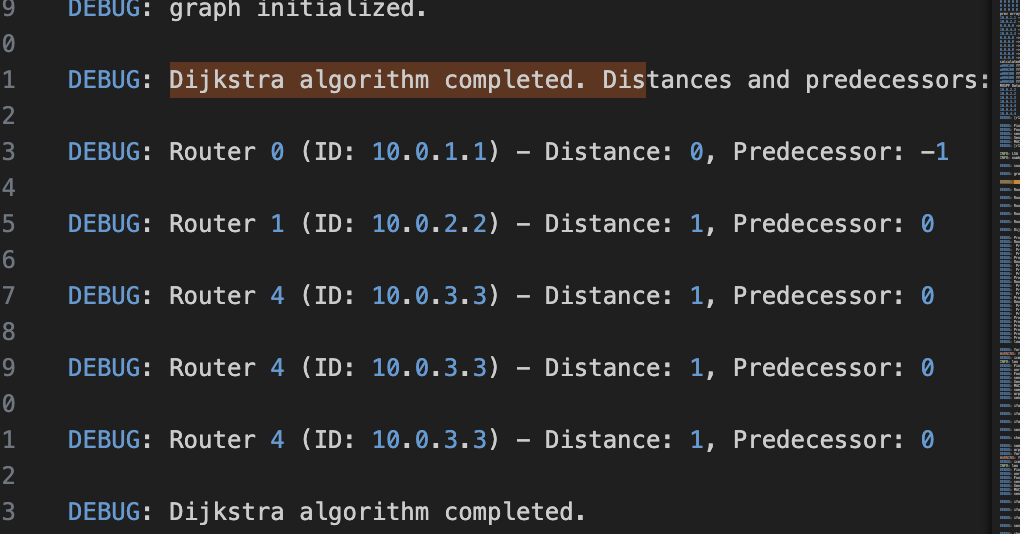 9 DEBUG: graph initialized.
0
1 DEBUG: Dijkstra algorithm completed. Distances and predecessors:
2
3 DEBUG: Router 0 (ID: 10.0.1.1) – Distance: 0, Predecessor: –1
4
5 DEBUG: Router 1 (ID: 10.0.2.2) – Distance: 1, Predecessor: 0
6
7 DEBUG: Router 4 (ID: 10.0.3.3) – Distance: 1, Predecessor: 0
8
9 DEBUG: Router 4 (ID: 10.0.3.3) – Distance: 1, Predecessor: 0
0
1 DEBUG: Router 4 (ID: 10.0.3.3) – Distance: 1, Predecessor: 0
2
3 DEBUG: Dijkstra algorithm completed.